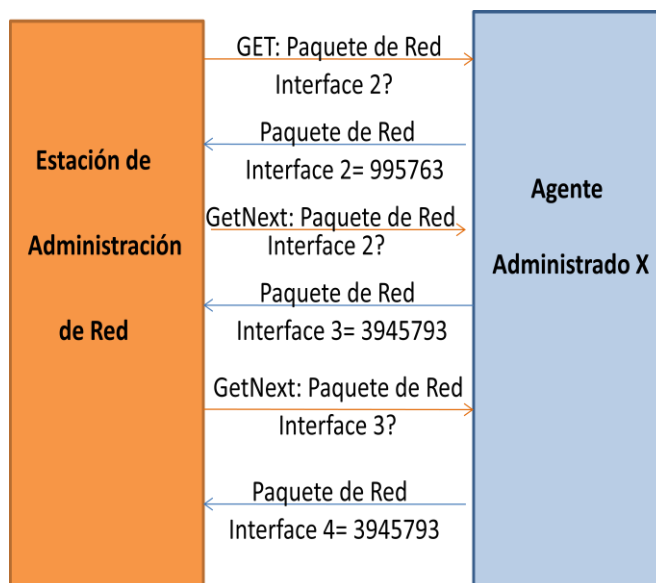 Estación de
Administración
de Red
GET: Paquete de Red
Interface 2?
Paquete de Red
Interface 2= 995763
GetNext: Paquete de Red
Interface 2?
Paquete de Red
Interface 3= 3945793
GetNext: Paquete de Red
Interface 3?
Paquete de Red
Interface 4= 3945793
Agente
Administrado X